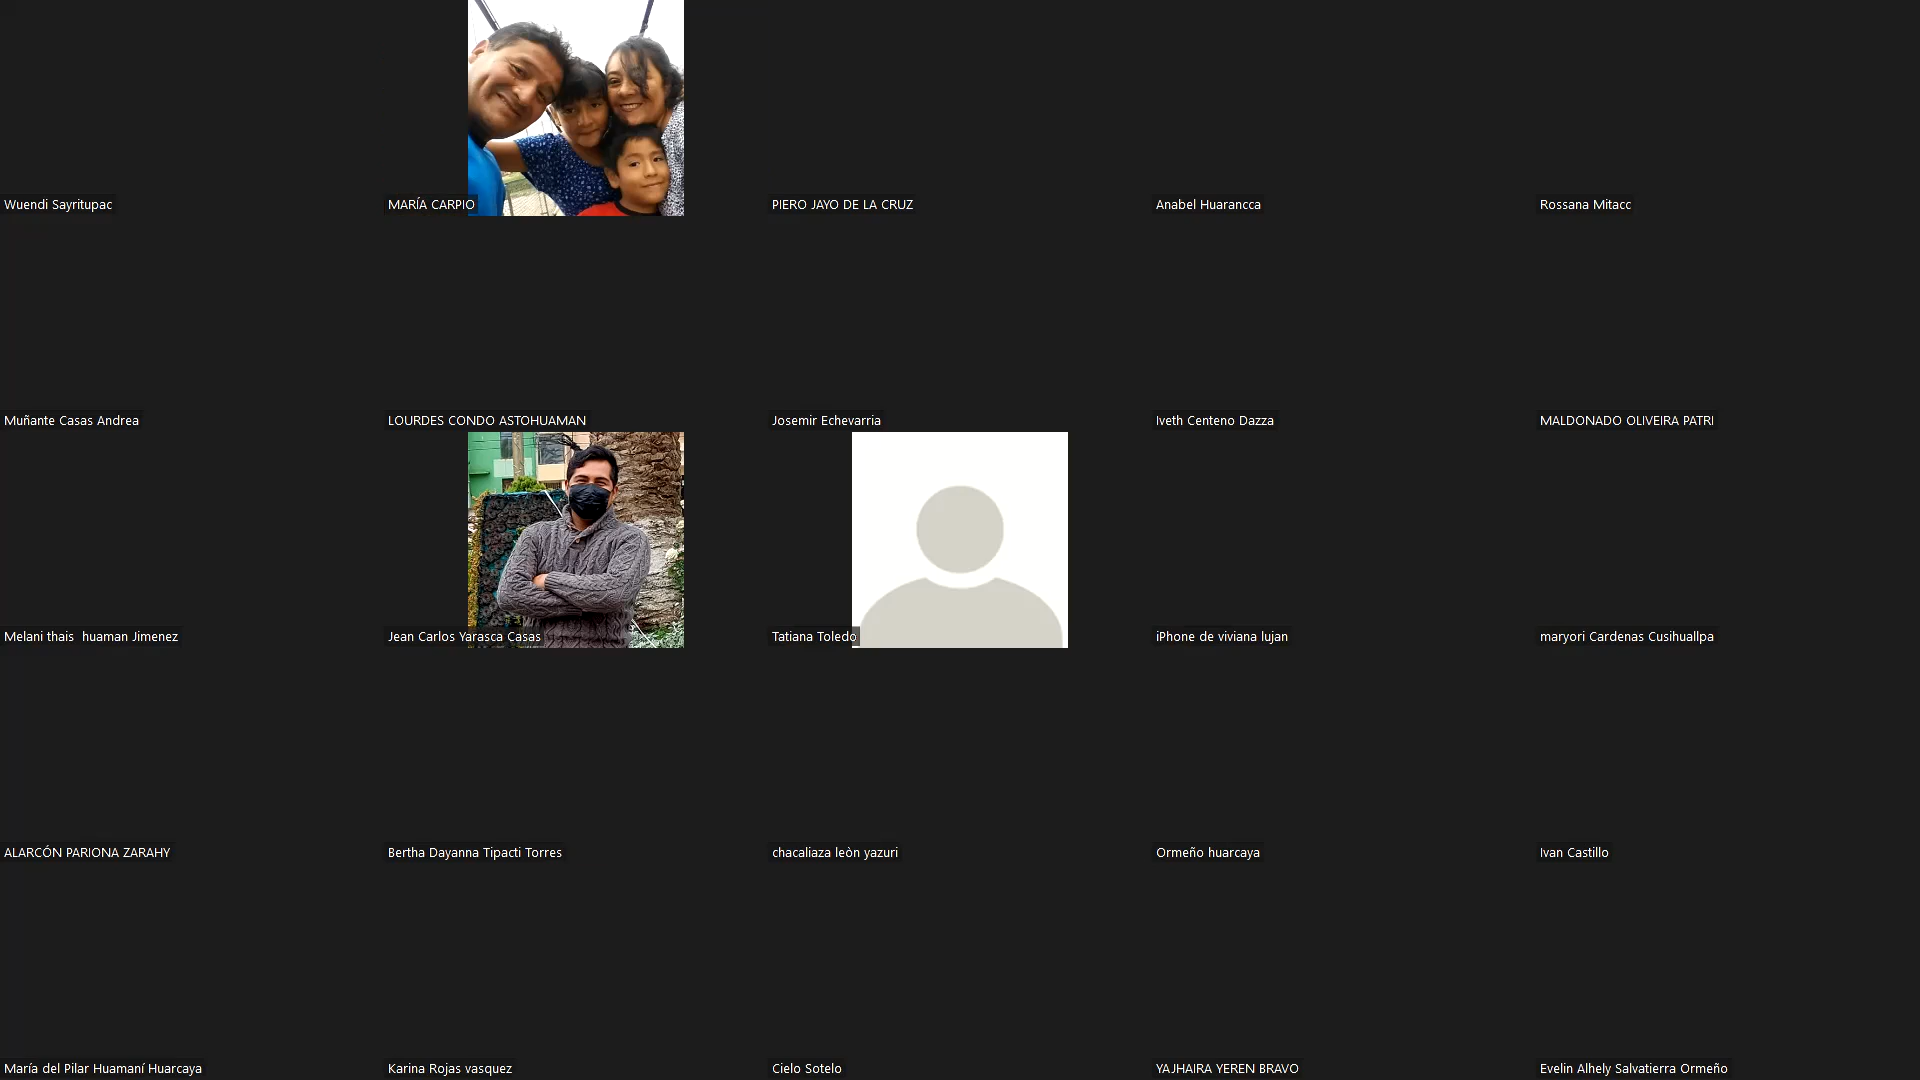 Wuendi Sayritupac
MARÍA CARPIO
PIERO JAYO DE LA CRUZ
Anabel Huarancca
Rossana Mitacc
Muñante Casas Andrea
LOURDES CONDO ASTOHUAMAN
Josemir Echevarria
Iveth Centeno Dazza
MALDONADO OLIVEIRA PATRI
Melani thais  huaman Jimenez
Jean Carlos Yarasca Casas
Tatiana Toledo
iPhone de viviana lujan
maryori Cardenas Cusihuallpa
ALARCÓN PARIONA ZARAHY
Bertha Dayanna Tipacti Torres
chacaliaza leòn yazuri
Ormeño huarcaya
Ivan Castillo
María del Pilar Huamaní Huarcaya
Karina Rojas vasquez
Cielo Sotelo
YAJHAIRA YEREN BRAVO
Evelin Alhely Salvatierra Ormeño